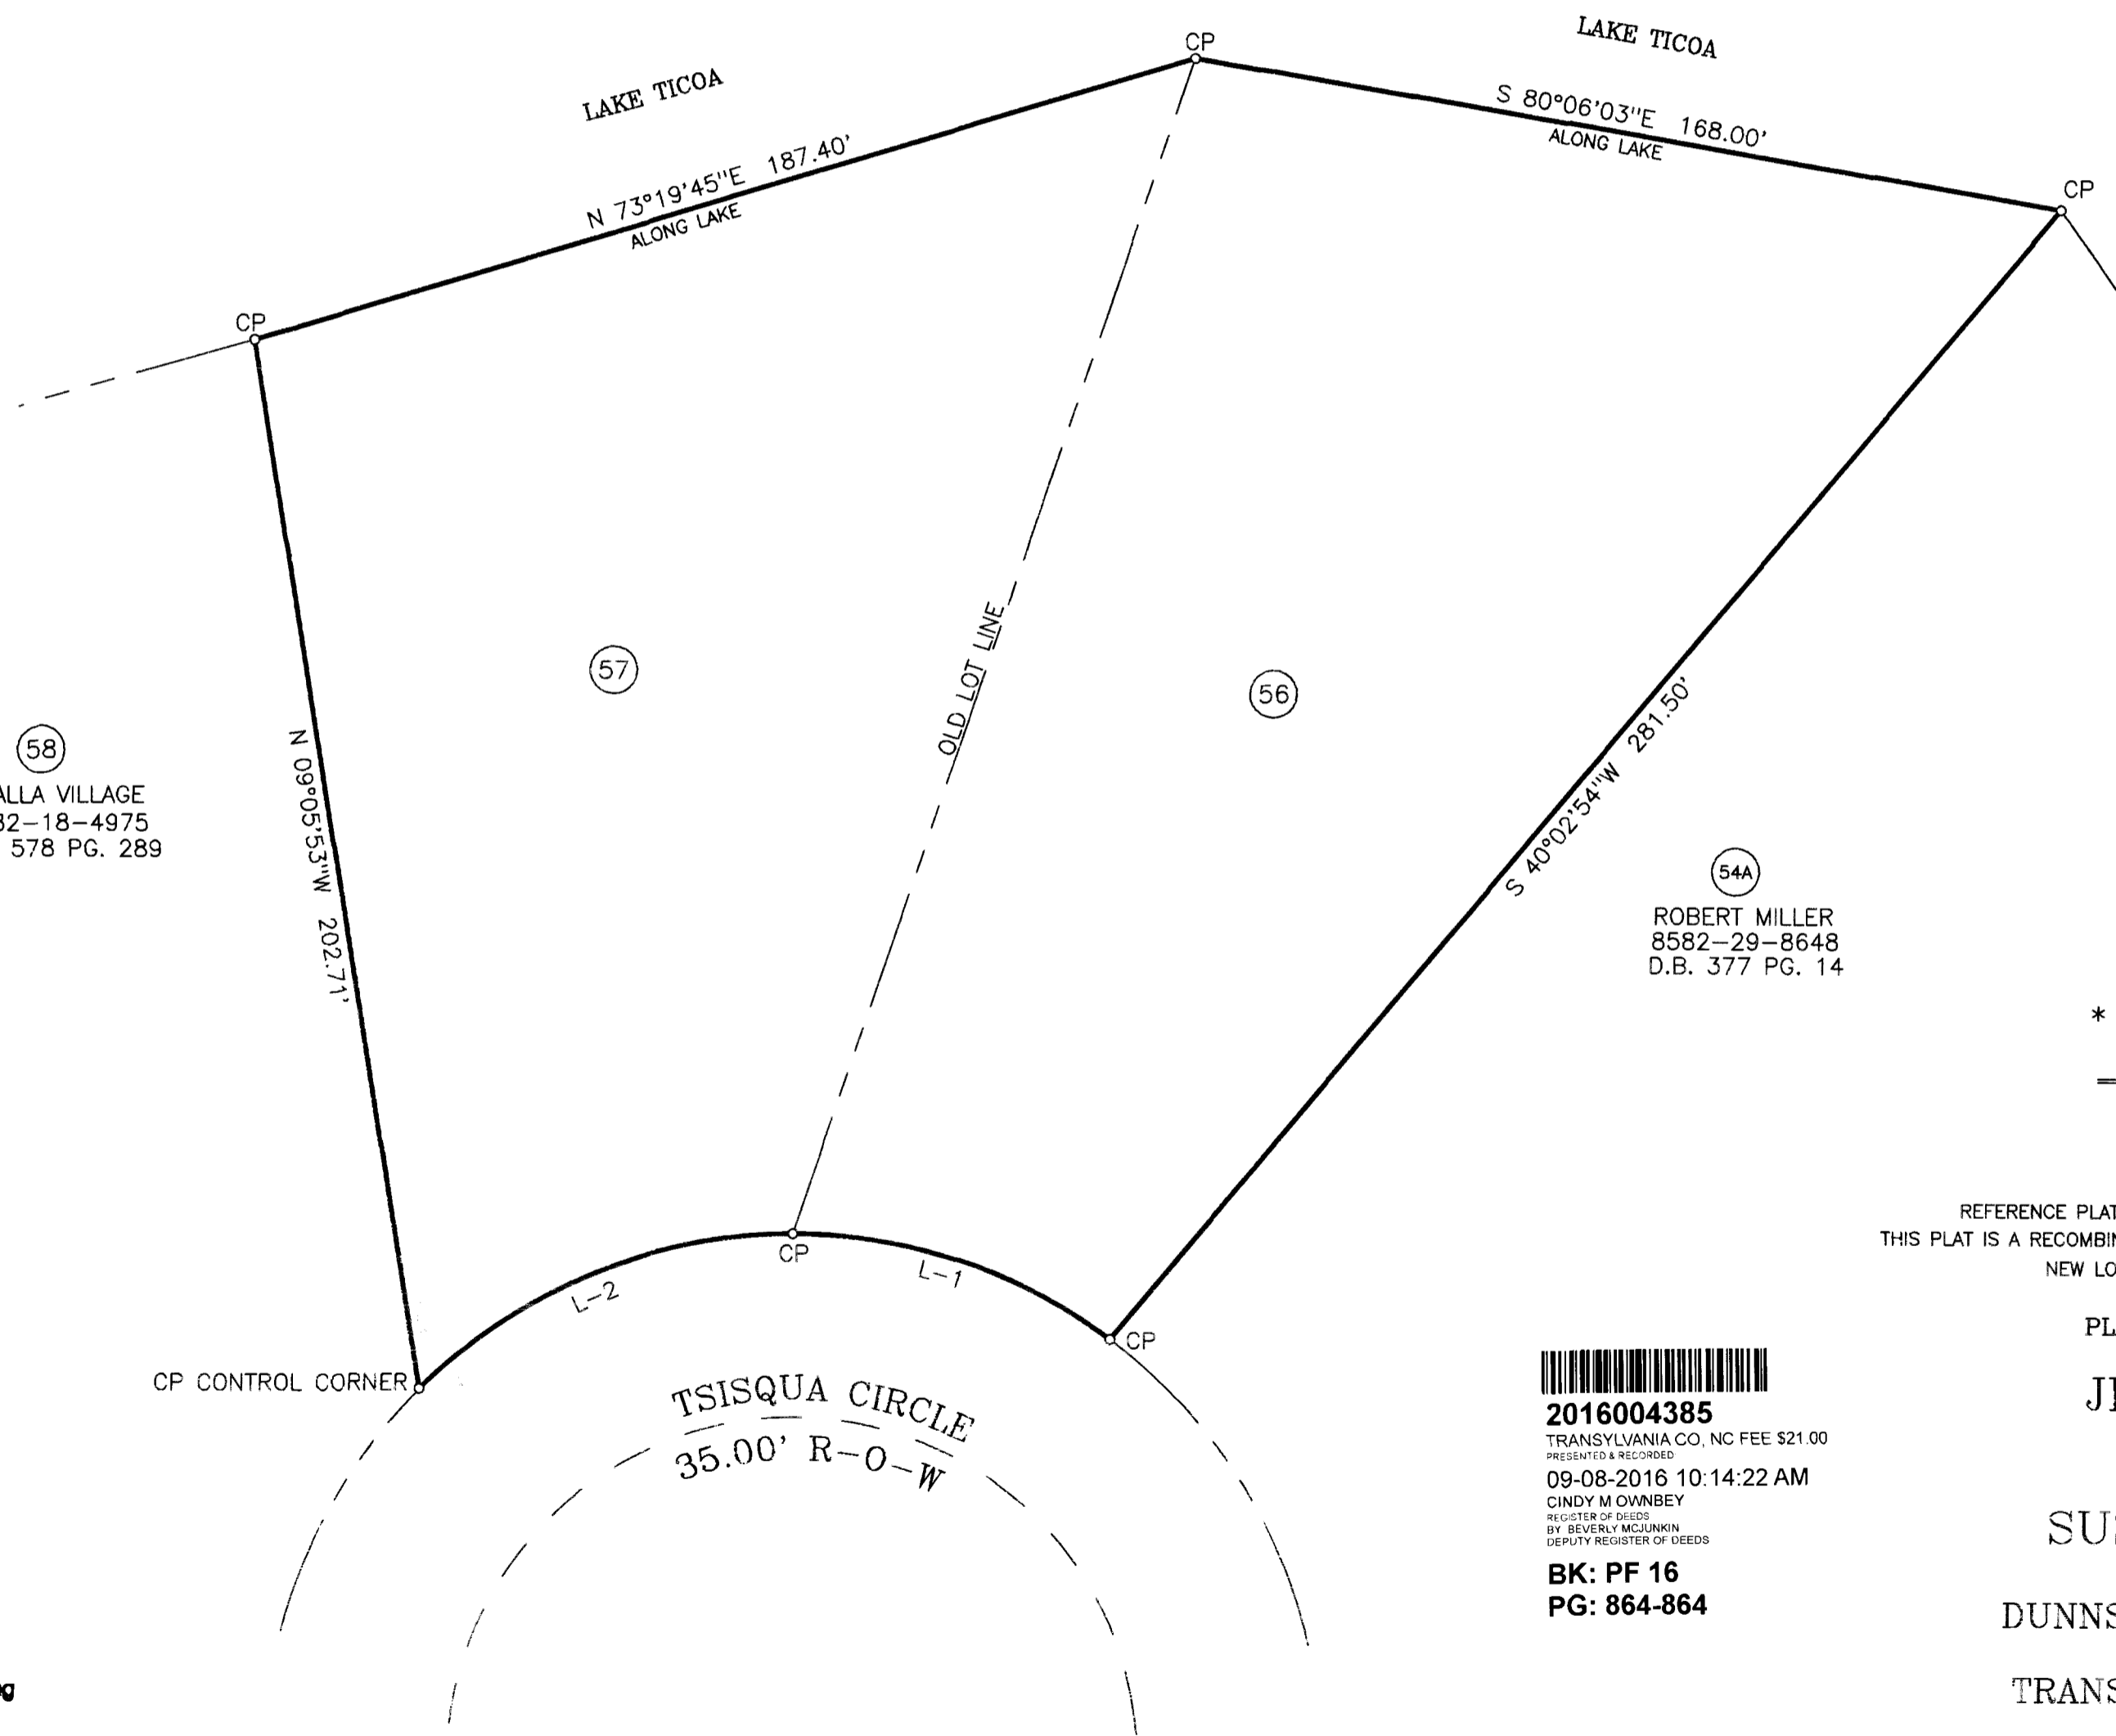 LAKE TICOA
CP
LAKE TICOA
S 80°06'03"E 168.00'
ALONG LAKE
N 73°19'45"E 187.40'
ALONG LAKE
CP
CP
57
OLD LOT LINE
56
58
ALLA VILLAGE
82-18-4975
578 PG. 289
N 09°05'53"W 202.71'
S 40°02'54"W 281.50'
54A
ROBERT MILLER
8582-29-8648
D.B. 377 PG. 14
*
=
REFERENCE PLAT
THIS PLAT IS A RECOMBIN
NEW LO
CP
L-1
L-2
CP
CP CONTROL CORNER
TSISQUA CIRCLE
35.00' R-O-W
PL
2016004385
TRANSYLVANIA CO, NC FEE $21.00
PRESENTED & RECORDED
09-08-2016 10:14:22 AM
CINDY M OWNBEY
REGISTER OF DEEDS
BY BEVERLY MCJUNKIN
DEPUTY REGISTER OF DEEDS
BK: PF 16
PG: 864-864
SUS
DUNNS
TRANS